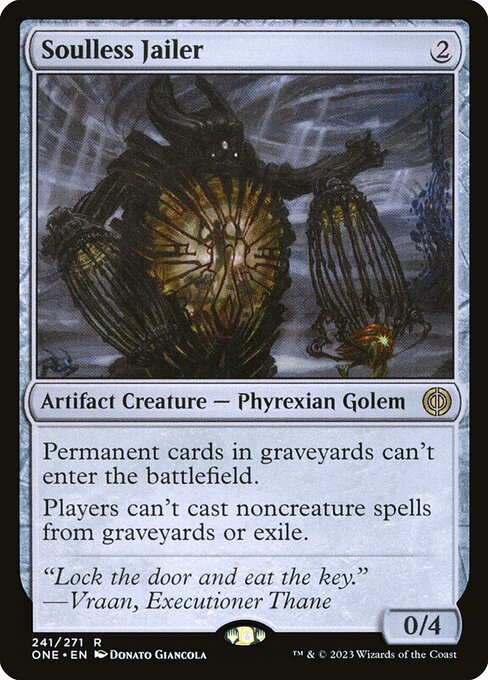 Soulless Jailer 2
Artifact Creature — Phyrexian Golem
Permanent cards in graveyards can't
enter the battlefield.
Players can't cast noncreature spells
from graveyards or exile.
“Lock the door and eat the key.”
—Vraan, Executioner Thane
0/4
241/271 R
ONE • EN Donato Giancola ™ & © 2023 Wizards of the Coast